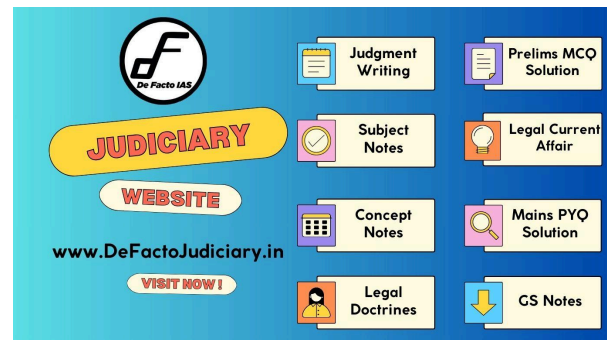 De Facto IAS
JUDICIARY
WEBSITE
www.DeFactoJudiciary.in
VISIT NOW!
Judgment
Writing
Prelims MCQ
Solution
Subject
Notes
Legal Current
Affair
Concept
Notes
Mains PYQ
Solution
Legal
Doctrines
GS Notes